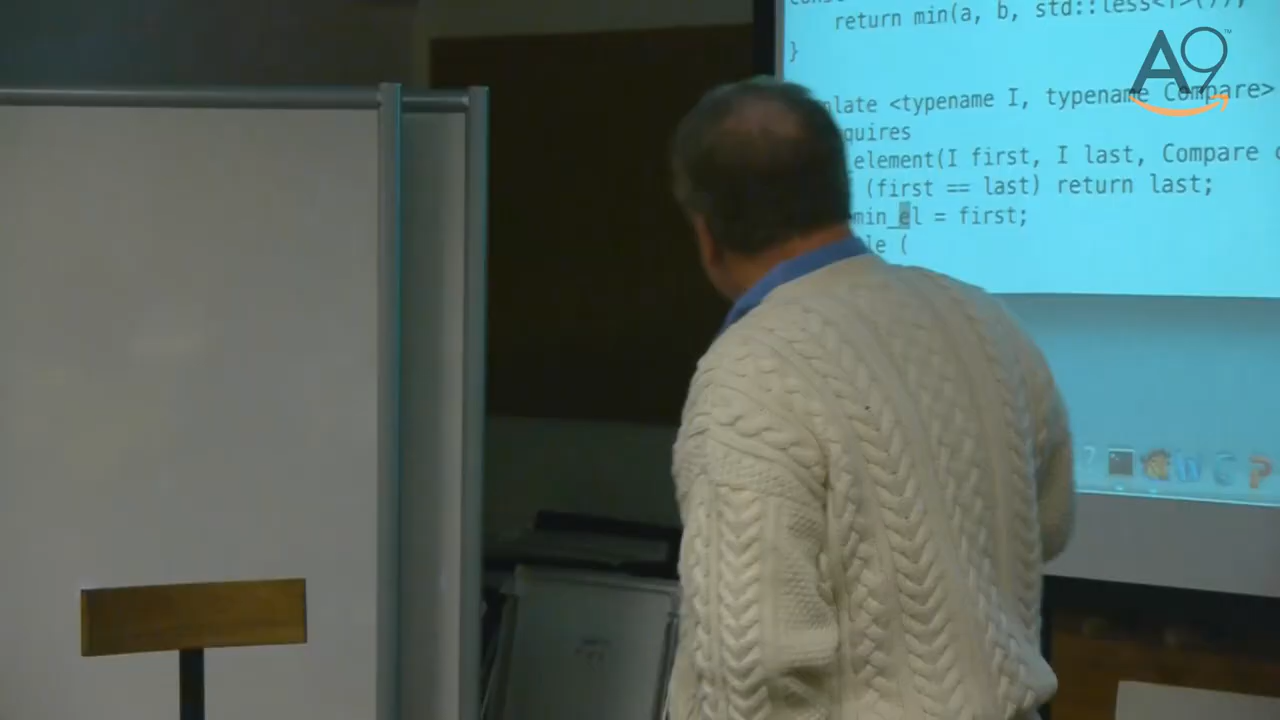 return min(a, b, std::less<T>());
}
A9™
plate <typename I, typename Compare>
quires
element(I first, I last, Compare c
(first == last) return last;
min_el = first;
le (